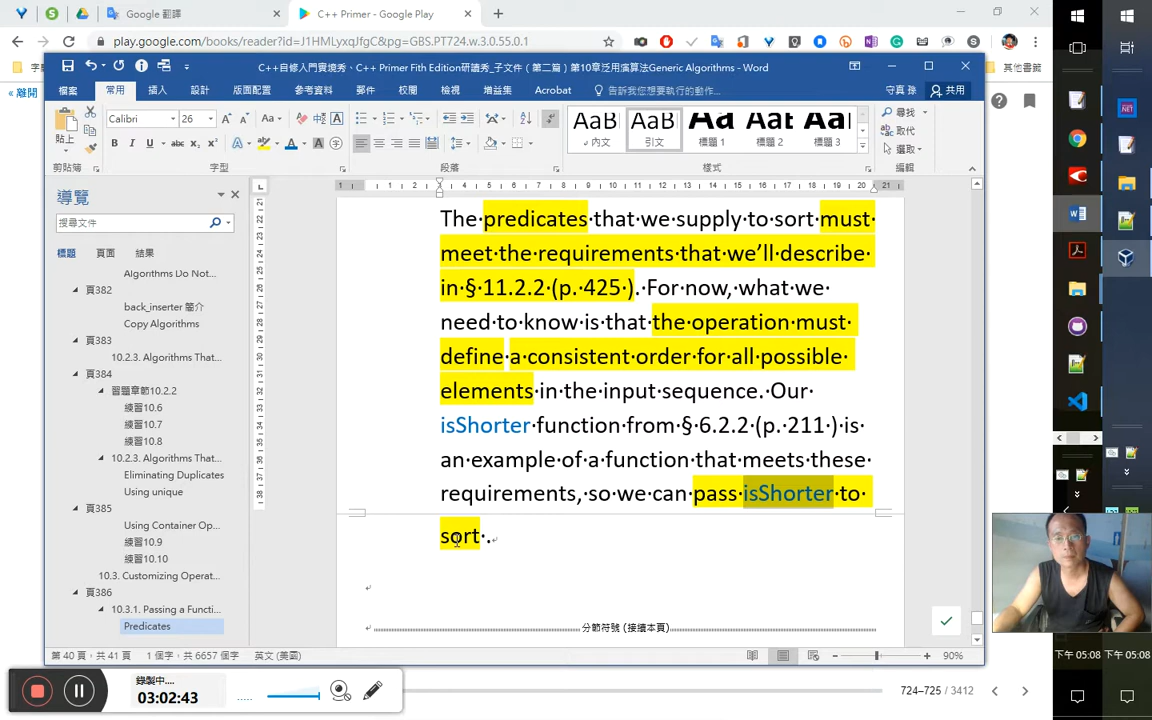 Google 翻譯
C++ Primer - Google Play
play.google.com/books/reader?id=J1HMLyxqJfgC&pg=GBS.PT724.w.3.0.55.0.1
其他書籤
« 離開
C++自修入門實境秀、C++ Primer Fifth Edition研讀秀_子文件（第二篇）第10章泛用演算法Generic Algorithms - Word
檔案
常用
插入
設計
版面配置
參考資料
郵件
校閱
檢視
增益集
Acrobat
告訴我您想要執行的動作...
守真 孫
共用
貼上
Calibri
26
尋找
取代
選取
剪貼簿
字型
段落
樣式
編輯
內文
引文
標題 1
標題 2
標題 3
導覽
搜尋文件
標題
頁面
結果
Algorithms Do Not...
頁382
back_inserter 簡介
Copy Algorithms
頁383
10.2.3. Algorithms That...
頁384
習題章節10.2.2
練習10.6
練習10.7
練習10.8
10.2.3. Algorithms That...
Eliminating Duplicates
Using unique
頁385
Using Container Op...
練習10.9
練習10.10
10.3. Customizing Operat...
頁386
10.3.1. Passing a Functi...
Predicates
The predicates that we supply to sort must
meet the requirements that we'll describe
in § 11.2.2 (p. 425 ). For now, what we
need to know is that the operation must
define a consistent order for all possible
elements in the input sequence. Our
isShorter function from § 6.2.2 (p. 211 ) is
an example of a function that meets these
requirements, so we can pass isShorter to
sort .
分節符號 (接續本頁)
第 40 頁，共 41 頁
1 個字，共 6657 個字
英文 (美國)
90%
錄製中...
03:02:43
724–725 / 3412
下午 05:08
下午 05:08